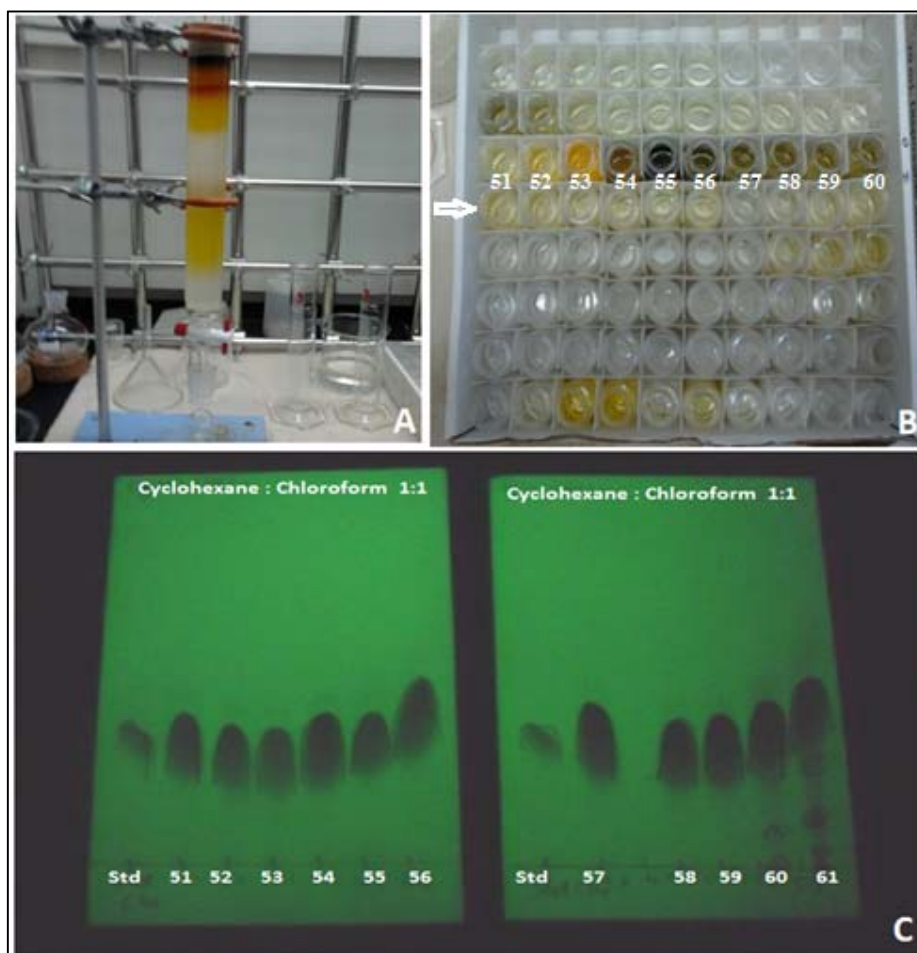 A
51 52 53 54 55 56 57 58 59 60
B
Cyclohexane : Chloroform 1:1
Std 51 52 53 54 55 56
Cyclohexane : Chloroform 1:1
Std 57 58 59 60 61
C